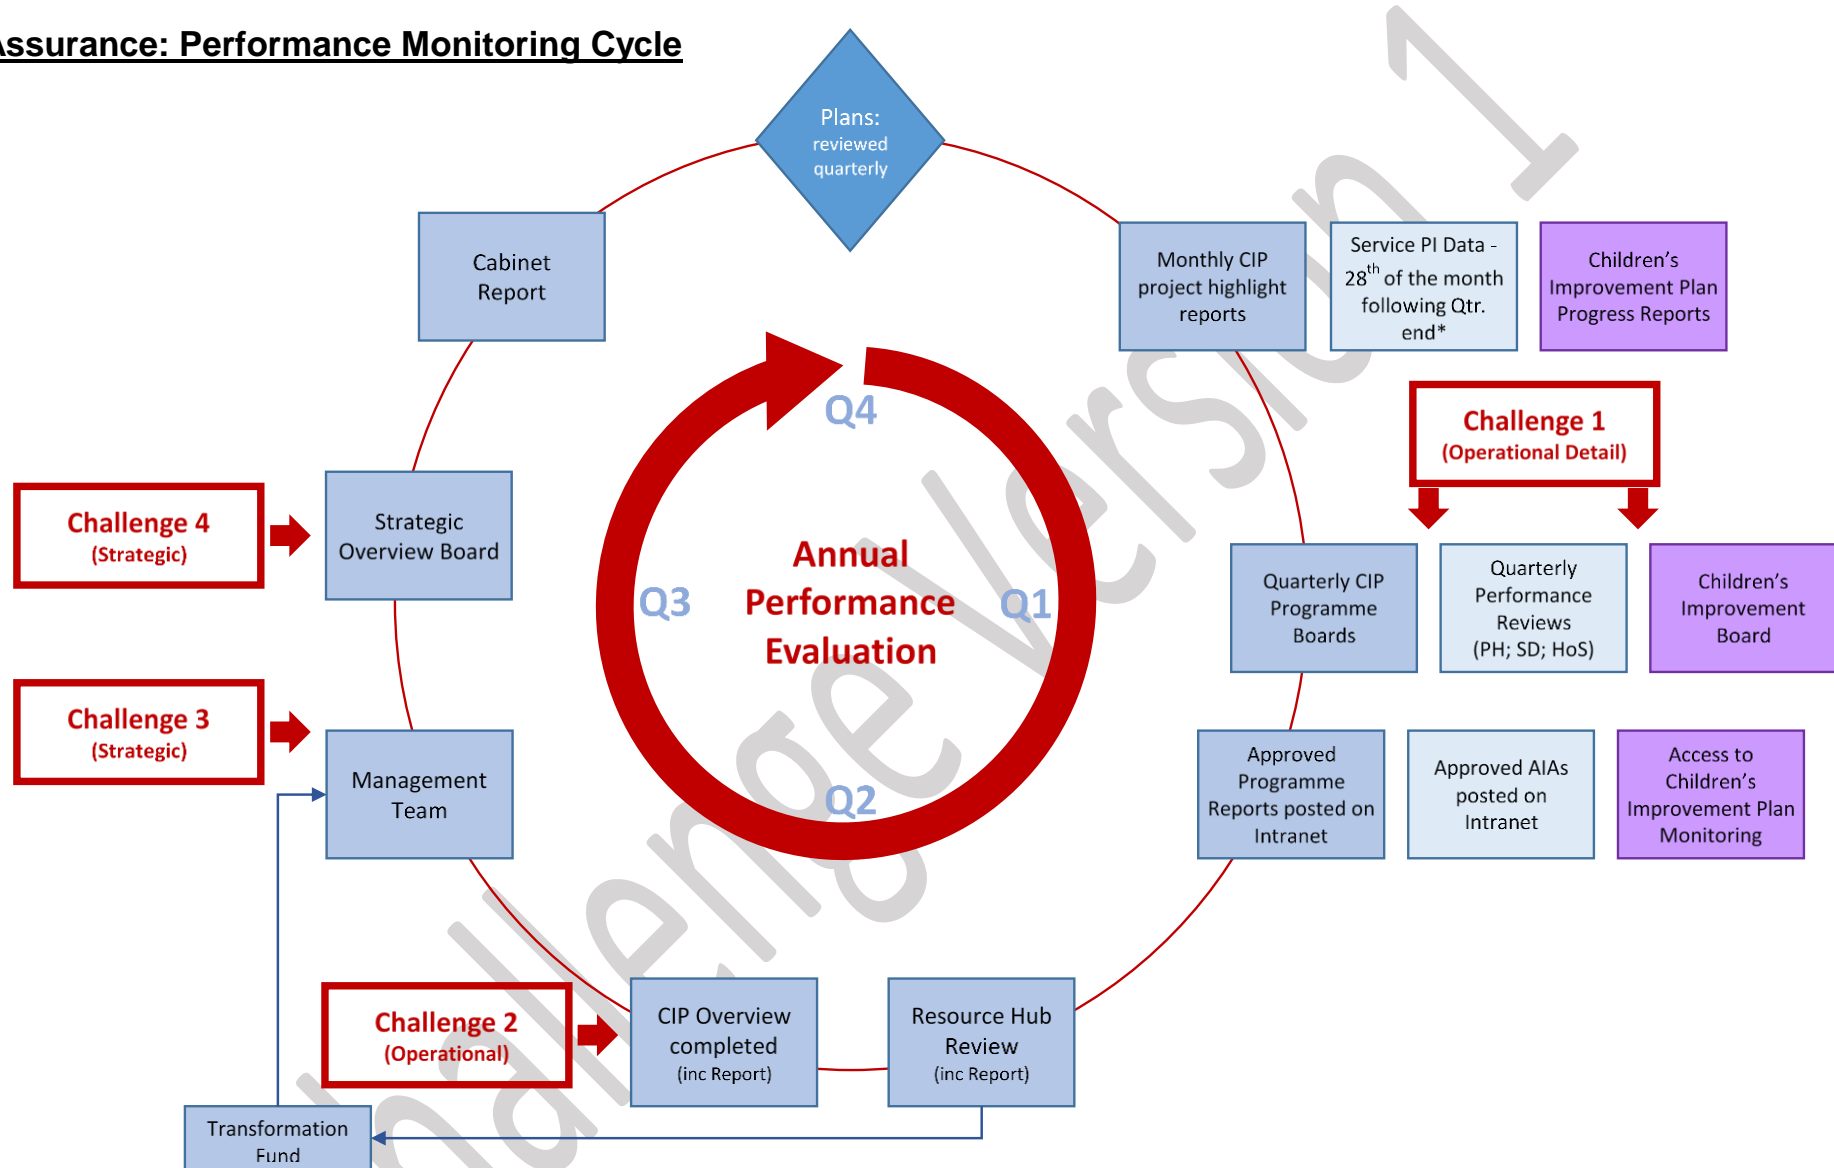 Assurance: Performance Monitoring Cycle
Plans:
reviewed
quarterly
Cabinet
Report
Monthly CIP
project highlight
reports
Service PI Data -
28th of the month
following Qtr.
end*
Children’s
Improvement Plan
Progress Reports
Challenge 1
(Operational Detail)
Q4
Challenge 4
(Strategic)
Strategic
Overview Board
Annual
Performance
Evaluation
Q3
Q1
Q2
Quarterly CIP
Programme
Boards
Quarterly
Performance
Reviews
(PH; SD; HoS)
Children’s
Improvement
Board
Challenge 3
(Strategic)
Management
Team
Approved
Programme
Reports posted on
Intranet
Approved AIAs
posted on
Intranet
Access to
Children’s
Improvement Plan
Monitoring
Challenge 2
(Operational)
CIP Overview
completed
(inc Report)
Resource Hub
Review
(inc Report)
Transformation
Fund
hallenge Version 1